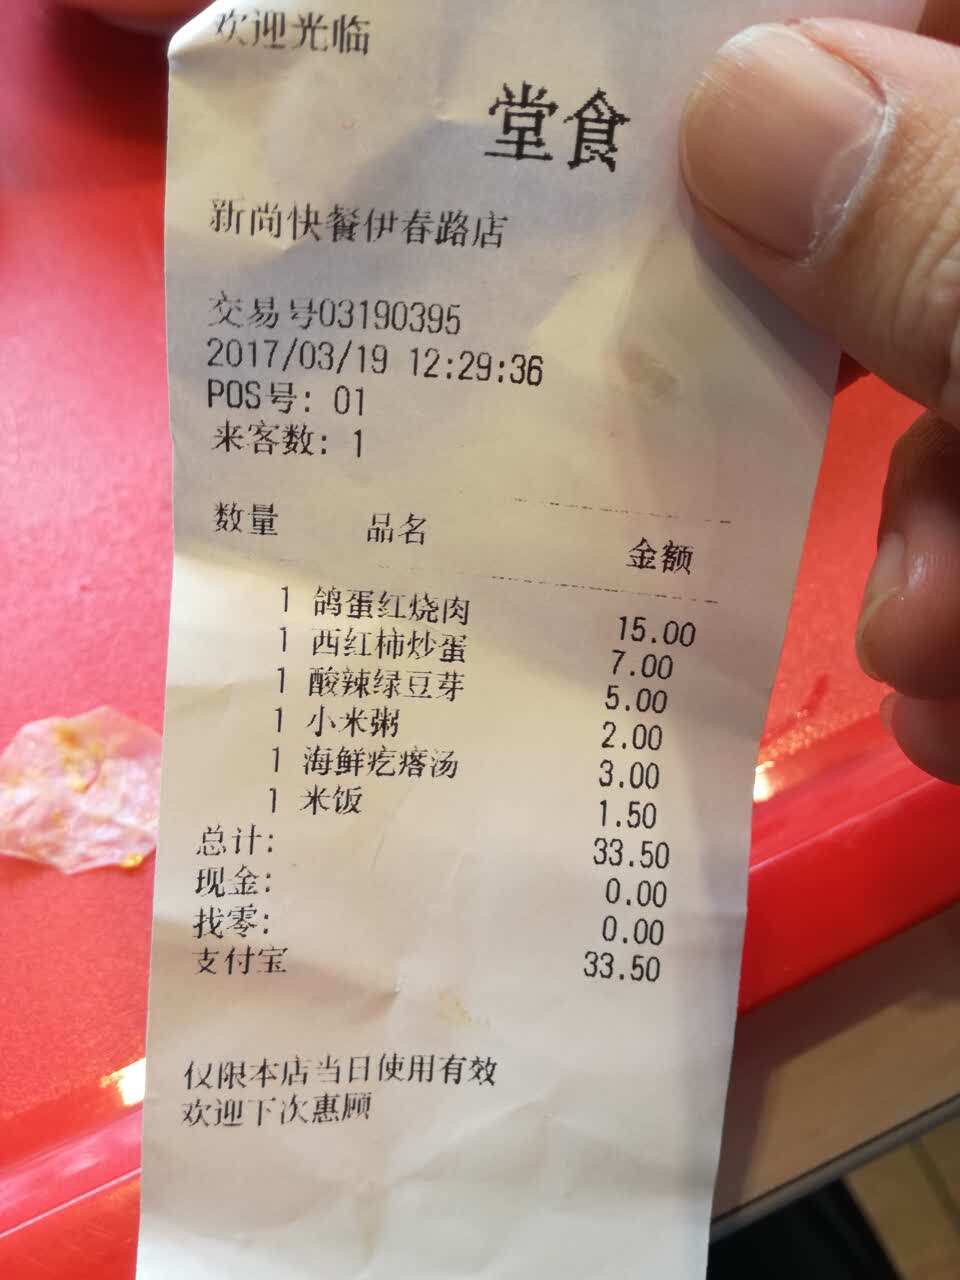 欢迎光临
堂食
新尚快餐伊春路店
交易号03190395
2017/03/19 12:29:36
POS号: 01
来客数: 1
数量 品名 金额
1 鸽蛋红烧肉 15.00
1 西红柿炒蛋 7.00
1 酸辣绿豆芽 5.00
1 小米粥 2.00
1 海鲜疙瘩汤 3.00
1 米饭 1.50
总计: 33.50
现金: 0.00
找零: 0.00
支付宝 33.50
仅限本店当日使用有效
欢迎下次惠顾